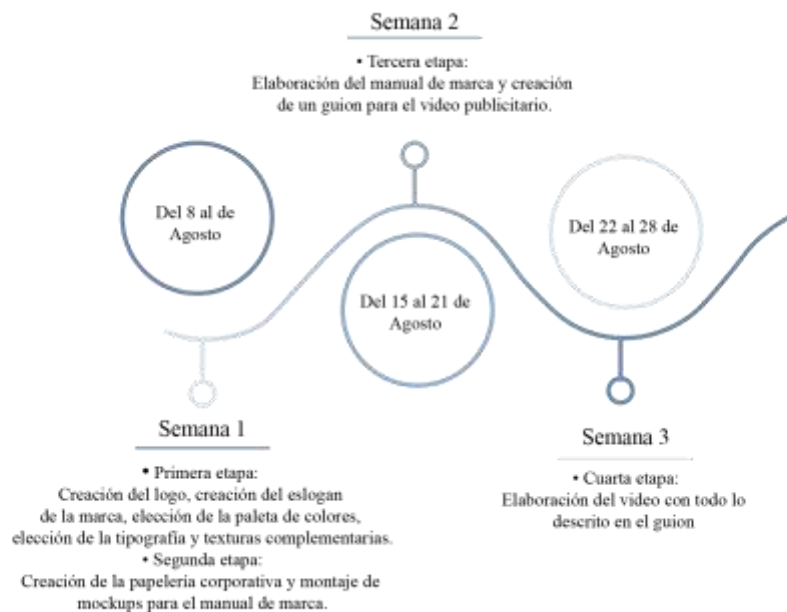 Semana 2
• Tercera etapa:
Elaboración del manual de marca y creación
de un guion para el video publicitario.
Del 8 al de
Agosto
Del 22 al 28 de
Agosto
Del 15 al 21 de
Agosto
Semana 1
• Primera etapa:
Creación del logo, creación del eslogan
de la marca, elección de la paleta de colores,
elección de la tipografía y texturas complementarias.
• Segunda etapa:
Creación de la papelería corporativa y montaje de
mockups para el manual de marca.
Semana 3
• Cuarta etapa:
Elaboración del video con todo lo
descrito en el guion